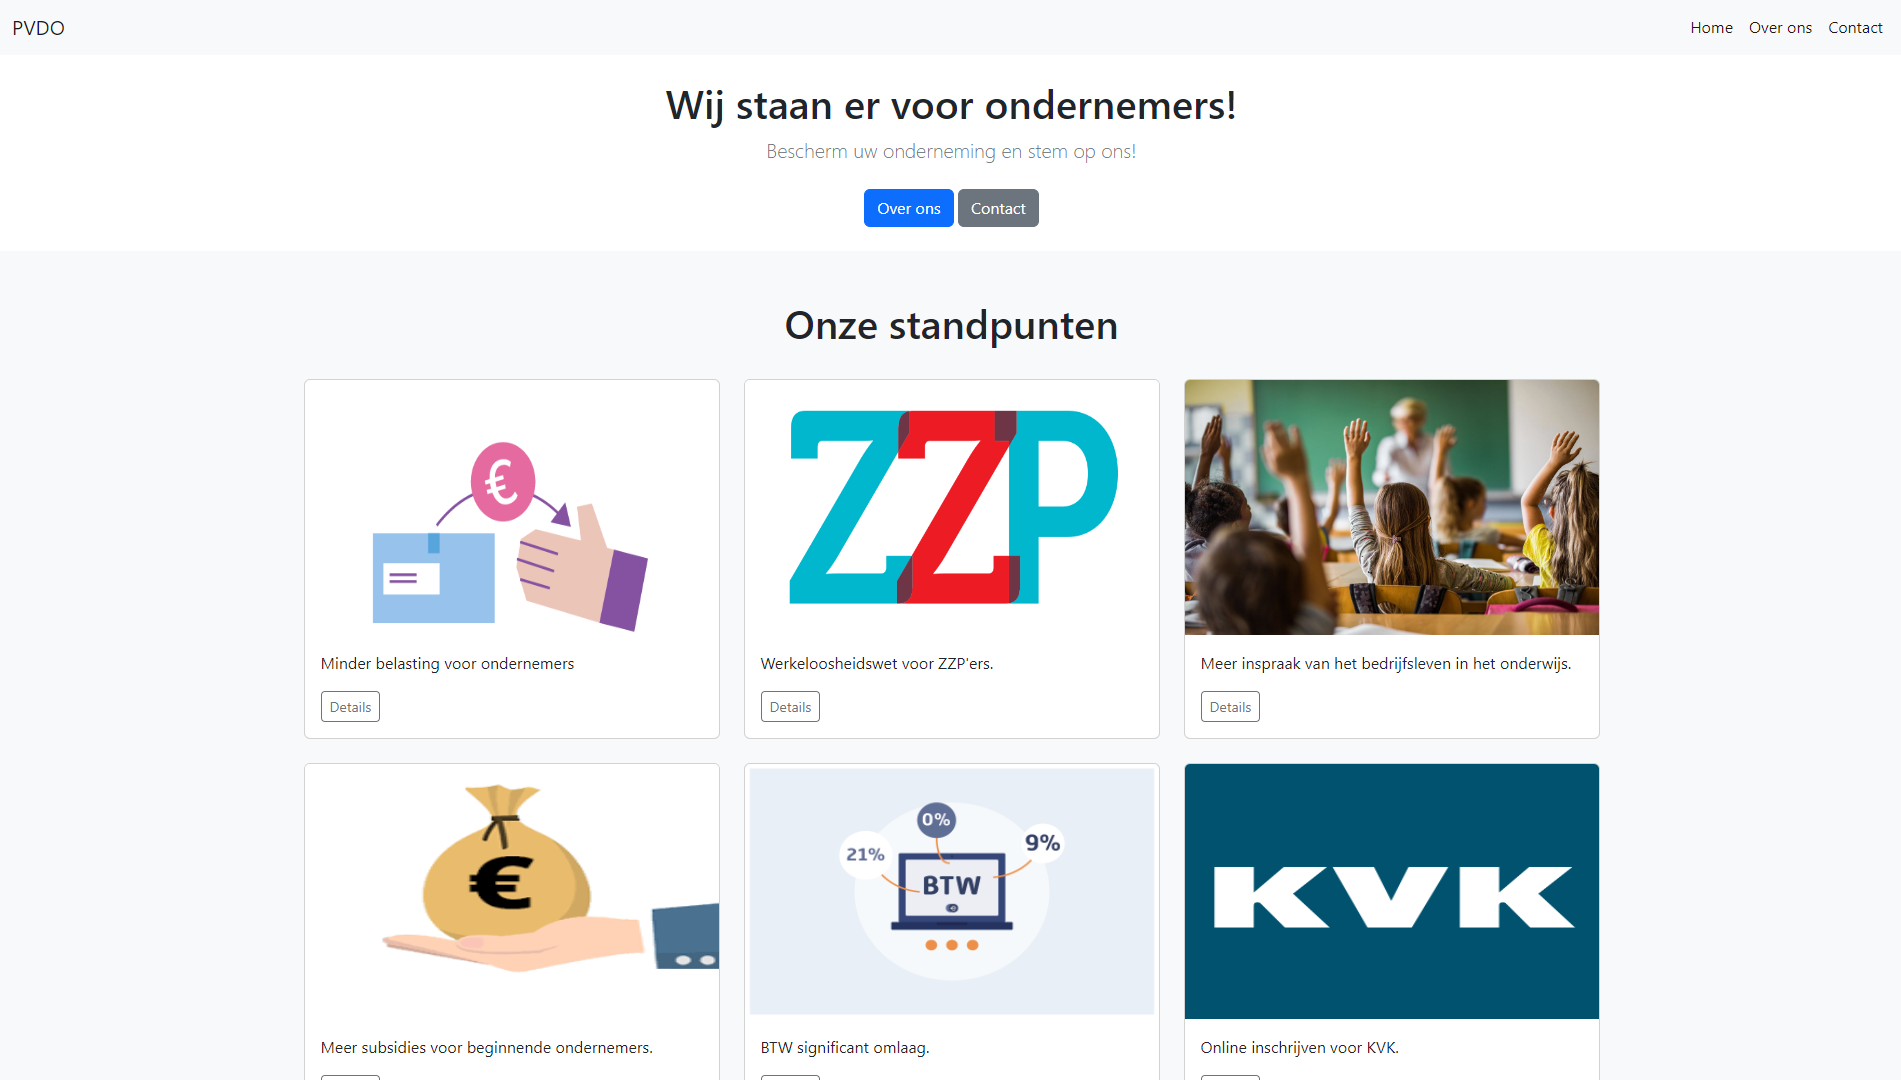 PVDO
Home Over ons Contact
Wij staan er voor ondernemers!
Bescherm uw onderneming en stem op ons!
Over ons Contact
Onze standpunten
€
ZZP
Minder belasting voor ondernemers
Werkeloosheidswet voor ZZP'ers.
Meer inspraak van het bedrijfsleven in het onderwijs.
Details
Details
Details
€
0%
21%
9%
BTW
KVK
Meer subsidies voor beginnende ondernemers.
BTW significant omlaag.
Online inschrijven voor KVK.